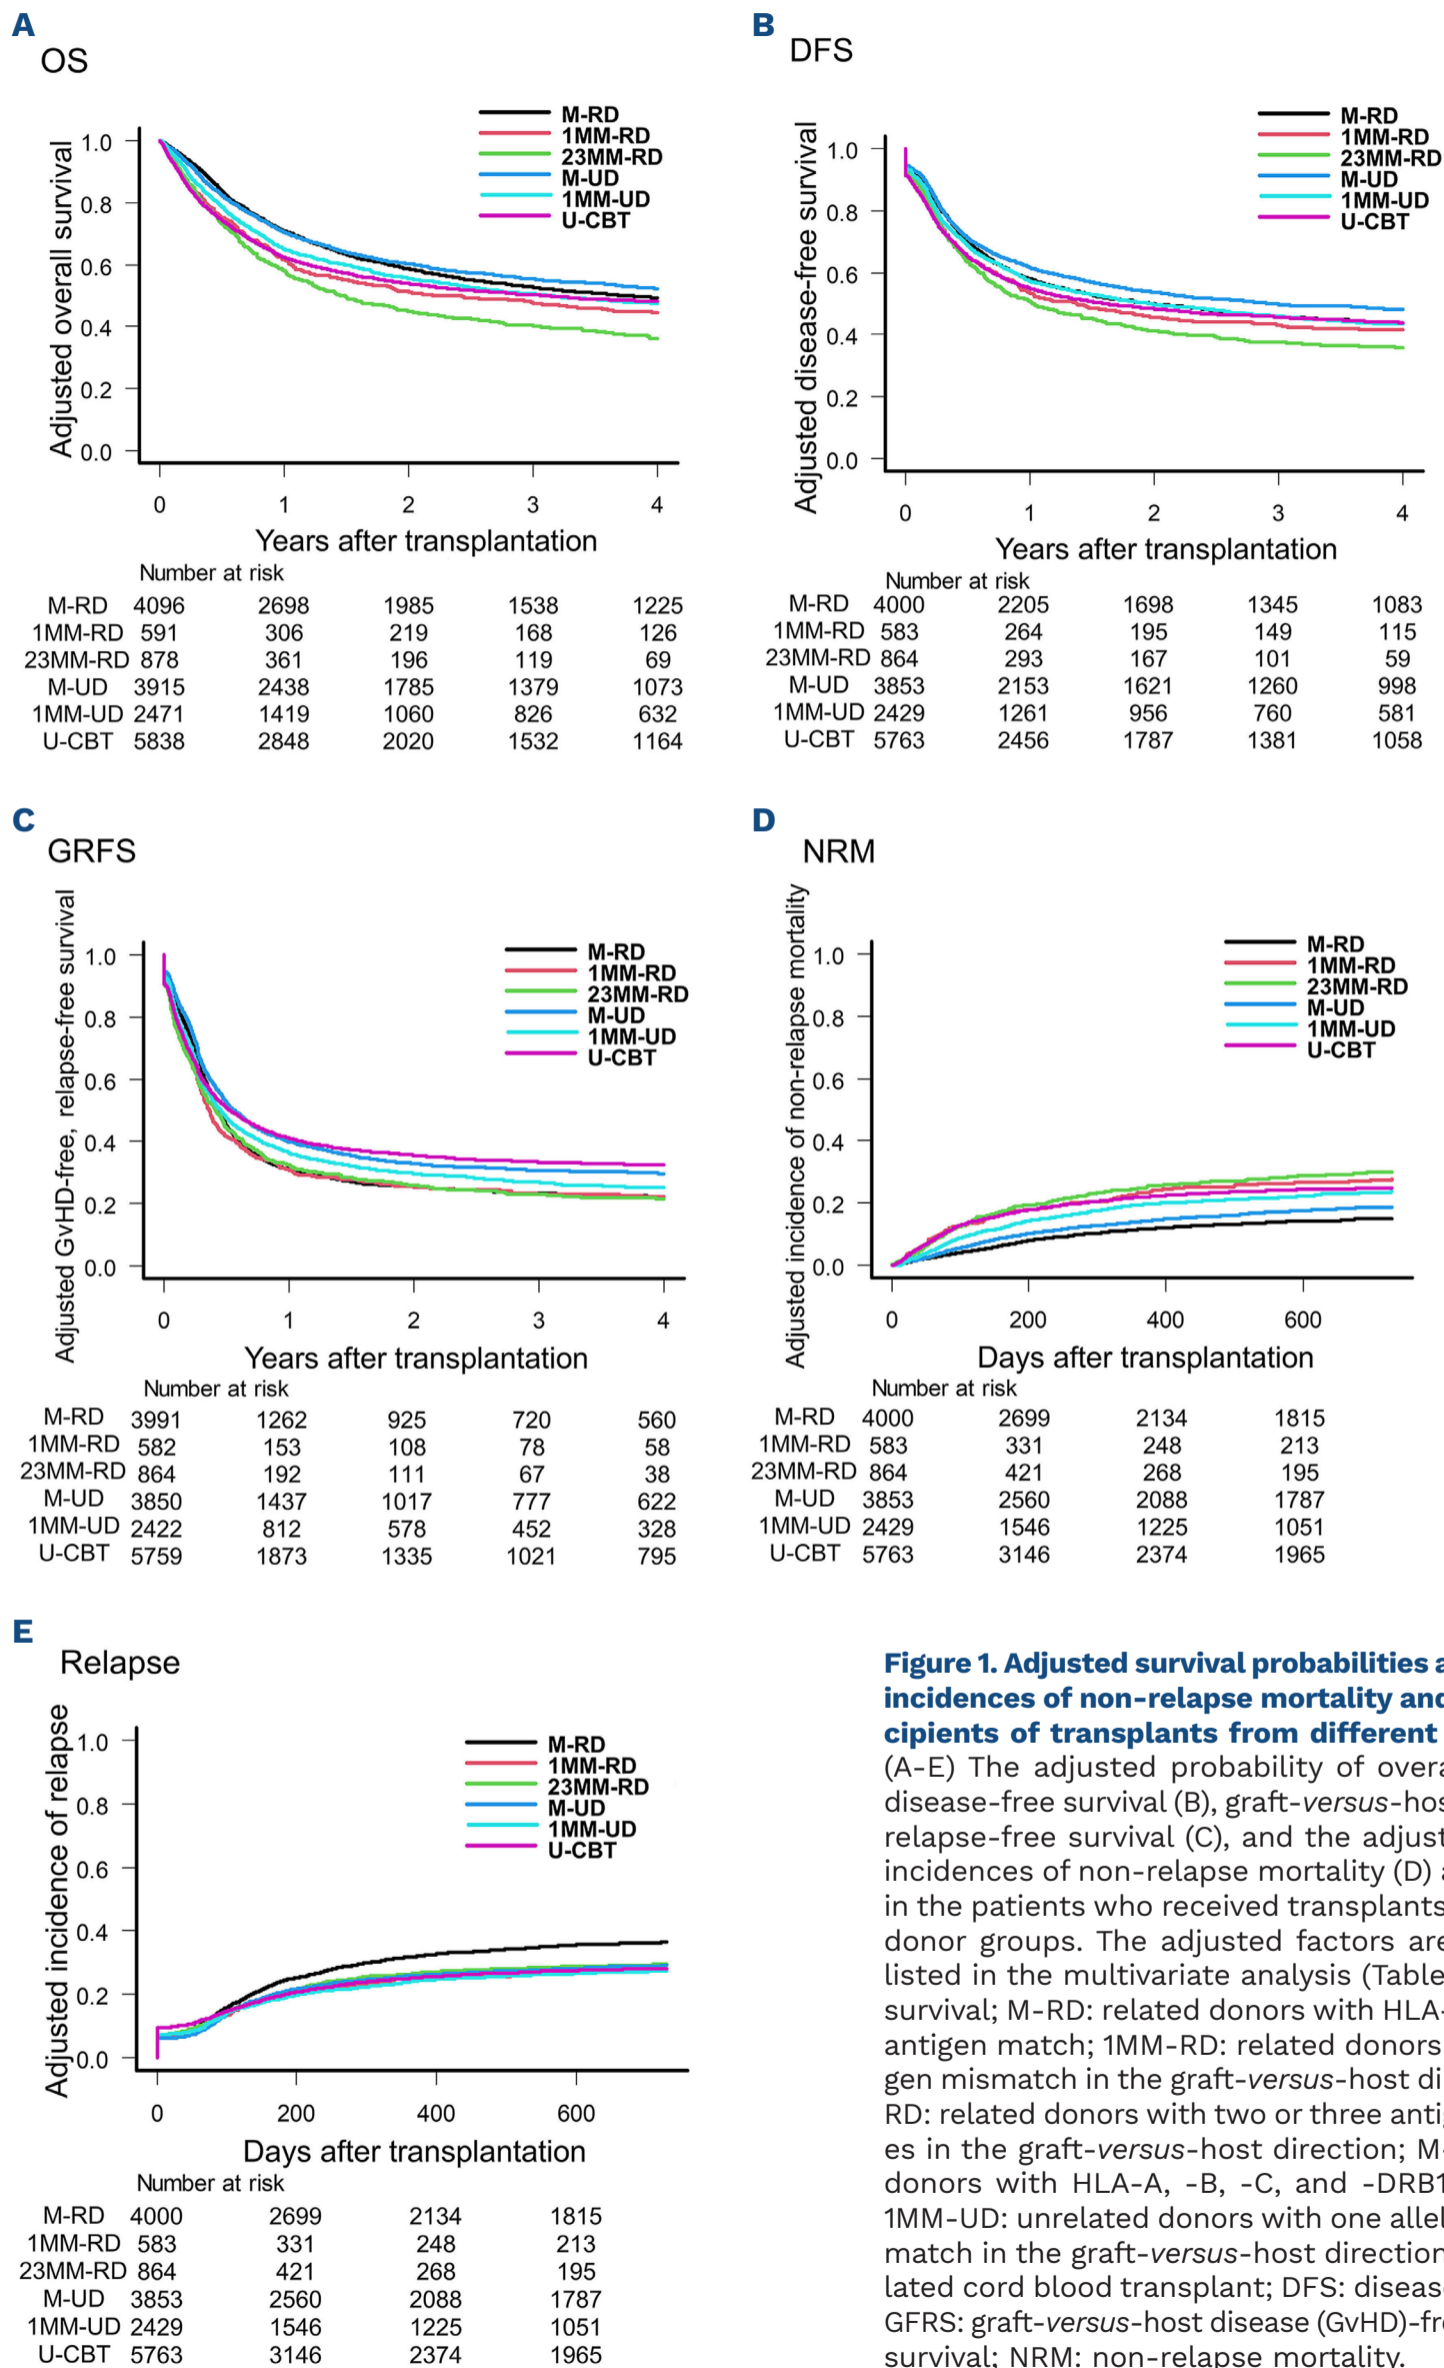 A
OS
Adjusted overall survival
1.0
0.8
0.6
0.4
0.2
0.0
M-RD
1MM-RD
23MM-RD
M-UD
1MM-UD
U-CBT
0 1 2 3 4
Years after transplantation
Number at risk
M-RD 4096 2698 1985 1538 1225
1MM-RD 591 306 219 168 126
23MM-RD 878 361 196 119 69
M-UD 3915 2438 1785 1379 1073
1MM-UD 2471 1419 1060 826 632
U-CBT 5838 2848 2020 1532 1164
B
DFS
Adjusted disease-free survival
1.0
0.8
0.6
0.4
0.2
0.0
M-RD
1MM-RD
23MM-RD
M-UD
1MM-UD
U-CBT
0 1 2 3 4
Years after transplantation
Number at risk
M-RD 4000 2205 1698 1345 1083
1MM-RD 583 264 195 149 115
23MM-RD 864 293 167 101 59
M-UD 3853 2153 1621 1260 998
1MM-UD 2429 1261 956 760 581
U-CBT 5763 2456 1787 1381 1058
C
GRFS
Adjusted GvHD-free, relapse-free survival
1.0
0.8
0.6
0.4
0.2
0.0
M-RD
1MM-RD
23MM-RD
M-UD
1MM-UD
U-CBT
0 1 2 3 4
Years after transplantation
Number at risk
M-RD 3991 1262 925 720 560
1MM-RD 582 153 108 78 58
23MM-RD 864 192 111 67 38
M-UD 3850 1437 1017 777 622
1MM-UD 2422 812 578 452 328
U-CBT 5759 1873 1335 1021 795
D
NRM
Adjusted incidence of non-relapse mortality
1.0
0.8
0.6
0.4
0.2
0.0
M-RD
1MM-RD
23MM-RD
M-UD
1MM-UD
U-CBT
0 200 400 600
Days after transplantation
Number at risk
M-RD 4000 2699 2134 1815
1MM-RD 583 331 248 213
23MM-RD 864 421 268 195
M-UD 3853 2560 2088 1787
1MM-UD 2429 1546 1225 1051
U-CBT 5763 3146 2374 1965
E
Relapse
Adjusted incidence of relapse
1.0
0.8
0.6
0.4
0.2
0.0
M-RD
1MM-RD
23MM-RD
M-UD
1MM-UD
U-CBT
0 200 400 600
Days after transplantation
Number at risk
M-RD 4000 2699 2134 1815
1MM-RD 583 331 248 213
23MM-RD 864 421 268 195
M-UD 3853 2560 2088 1787
1MM-UD 2429 1546 1225 1051
U-CBT 5763 3146 2374 1965
Figure 1. Adjusted survival probabilities a
incidences of non-relapse mortality and
cipients of transplants from different
(A-E) The adjusted probability of overa
disease-free survival (B), graft-versus-hos
relapse-free survival (C), and the adjust
incidences of non-relapse mortality (D) a
in the patients who received transplants
donor groups. The adjusted factors are
listed in the multivariate analysis (Table
survival; M-RD: related donors with HLA-
antigen match; 1MM-RD: related donors
gen mismatch in the graft-versus-host di
RD: related donors with two or three anti
es in the graft-versus-host direction; M-
donors with HLA-A, -B, -C, and -DRB1
1MM-UD: unrelated donors with one allel
match in the graft-versus-host direction
lated cord blood transplant; DFS: diseas
GFRS: graft-versus-host disease (GvHD)-fre
survival; NRM: non-relapse mortality.